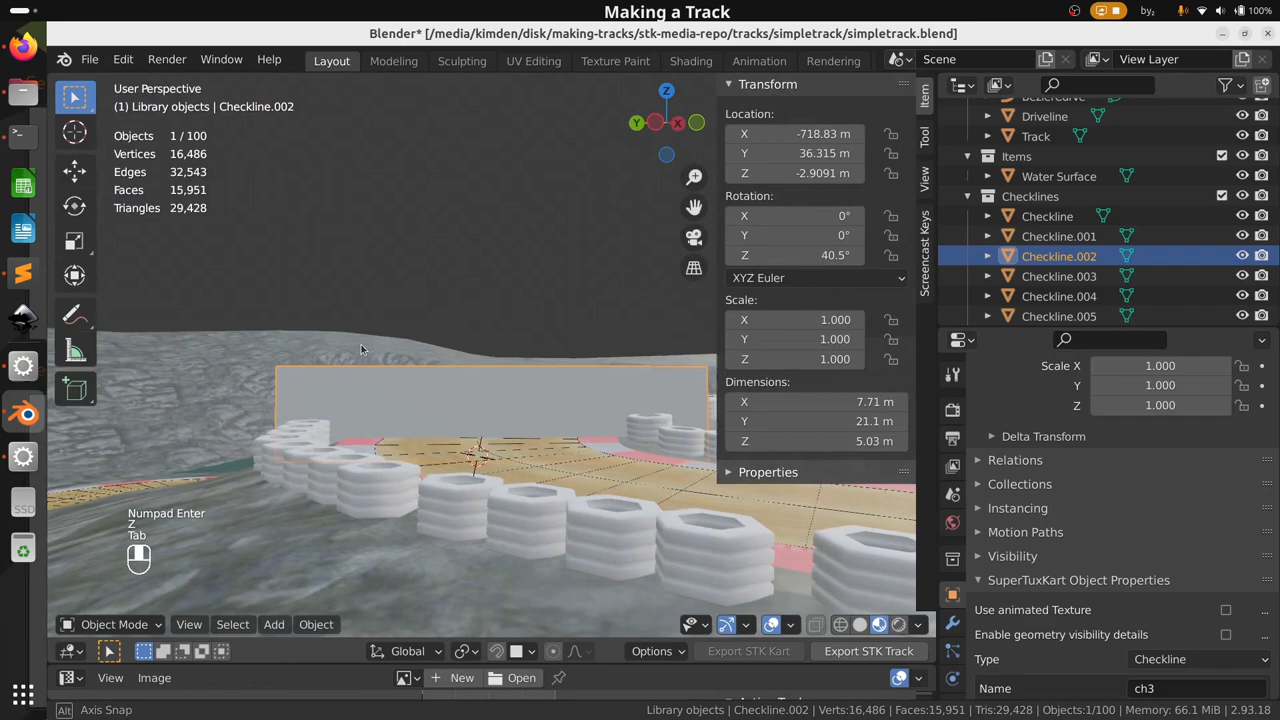 Making a Track
by₂
100%
Blender* [/media/kimden/disk/making-tracks/stk-media-repo/tracks/simpletrack/simpletrack.blend]
File Edit Render Window Help
Layout Modeling Sculpting UV Editing Texture Paint Shading Animation Rendering
Scene
View Layer
User Perspective
(1) Library objects | Checkline.002
Objects 1 / 100
Vertices 16,486
Edges 32,543
Faces 15,951
Triangles 29,428
Z
Y
X
Transform
Location:
X -718.83 m
Y 36.315 m
Z -2.9091 m
Rotation:
X 0°
Y 0°
Z 40.5°
XYZ Euler
Scale:
X 1.000
Y 1.000
Z 1.000
Dimensions:
X 7.71 m
Y 21.1 m
Z 5.03 m
Properties
Item
Tool
View
Screencast Keys
BezierCurve
Driveline
Track
Items
Water Surface
Checklines
Checkline
Checkline.001
Checkline.002
Checkline.003
Checkline.004
Checkline.005
Scale X 1.000
Y 1.000
Z 1.000
Delta Transform
Relations
Collections
Instancing
Motion Paths
Visibility
SuperTuxKart Object Properties
Use animated Texture ...
Enable geometry visibility details ...
Type Checkline
Name ch3
Numpad Enter
Z
Tab
SSD
Object Mode View Select Add Object
Global
Options
Export STK Kart
Export STK Track
View Image
New
Open
Alt Axis Snap
Library objects | Checkline.002 | Verts:16,486 | Faces:15,951 | Tris:29,428 | Objects:1/100 | Memory: 66.1 MiB | 2.93.18